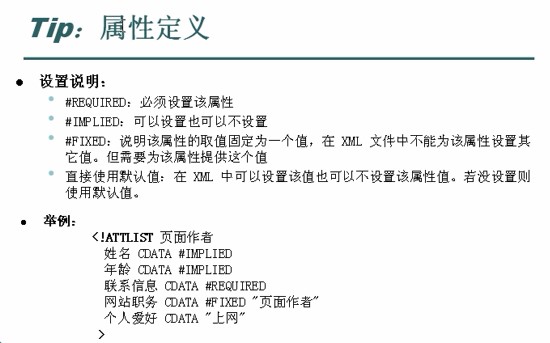 Tip: 属性定义
设置说明:
#REQUIRED: 必须设置该属性
#IMPLIED: 可以设置也可以不设置
#FIXED: 说明该属性的取值固定为一个值，在 XML 文件中不能为该属性设置其
它值。但需要为该属性提供这个值
直接使用默认值: 在 XML 中可以设置该值也可以不设置该属性值。若没设置则
使用默认值。
举例:
<!ATTLIST 页面作者
姓名 CDATA #IMPLIED
年龄 CDATA #IMPLIED
联系信息 CDATA #REQUIRED
网站职务 CDATA #FIXED "页面作者"
个人爱好 CDATA "上网"
>